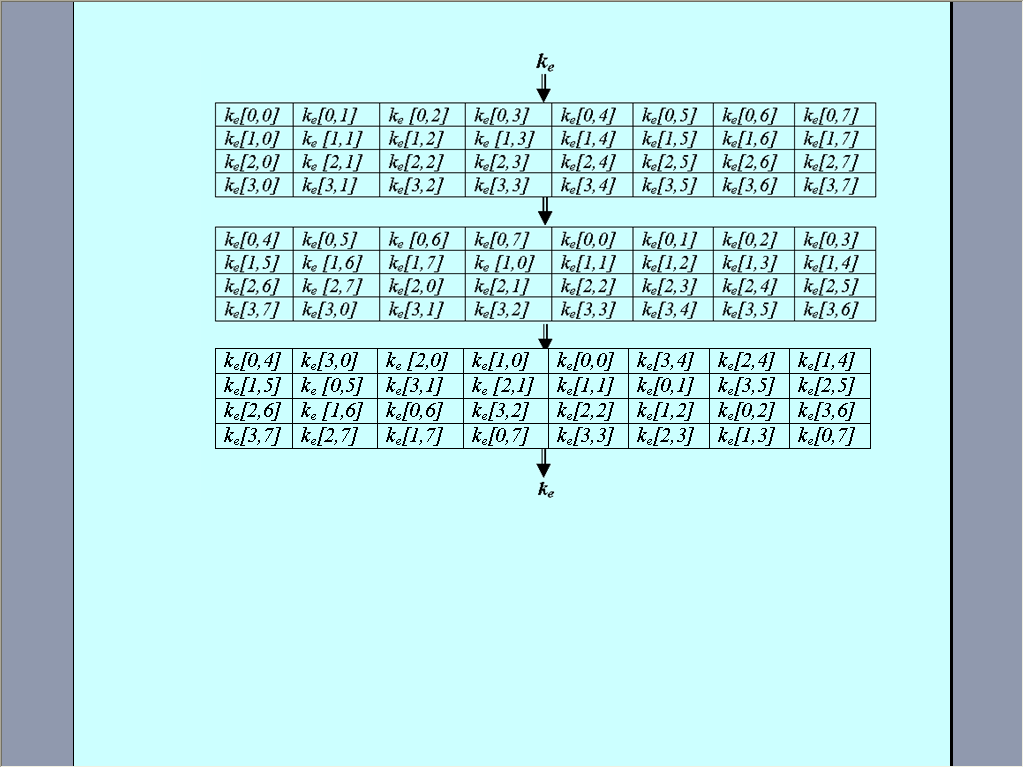 ke
ke[0,0] ke[0,1] ke [0,2] ke[0,3] ke[0,4] ke[0,5] ke[0,6] ke[0,7]
ke[1,0] ke [1,1] ke[1,2] ke [1,3] ke[1,4] ke[1,5] ke[1,6] ke[1,7]
ke[2,0] ke [2,1] ke[2,2] ke[2,3] ke[2,4] ke[2,5] ke[2,6] ke[2,7]
ke[3,0] ke[3,1] ke[3,2] ke[3,3] ke[3,4] ke[3,5] ke[3,6] ke[3,7]
ke[0,4] ke[0,5] ke [0,6] ke[0,7] ke[0,0] ke[0,1] ke[0,2] ke[0,3]
ke[1,5] ke [1,6] ke[1,7] ke [1,0] ke[1,1] ke[1,2] ke[1,3] ke[1,4]
ke[2,6] ke [2,7] ke[2,0] ke[2,1] ke[2,2] ke[2,3] ke[2,4] ke[2,5]
ke[3,7] ke[3,0] ke[3,1] ke[3,2] ke[3,3] ke[3,4] ke[3,5] ke[3,6]
ke[0,4] ke[3,0] ke [2,0] ke[1,0] ke[0,0] ke[3,4] ke[2,4] ke[1,4]
ke[1,5] ke [0,5] ke[3,1] ke [2,1] ke[1,1] ke[0,1] ke[3,5] ke[2,5]
ke[2,6] ke [1,6] ke[0,6] ke[3,2] ke[2,2] ke[1,2] ke[0,2] ke[3,6]
ke[3,7] ke[2,7] ke[1,7] ke[0,7] ke[3,3] ke[2,3] ke[1,3] ke[0,7]
ke